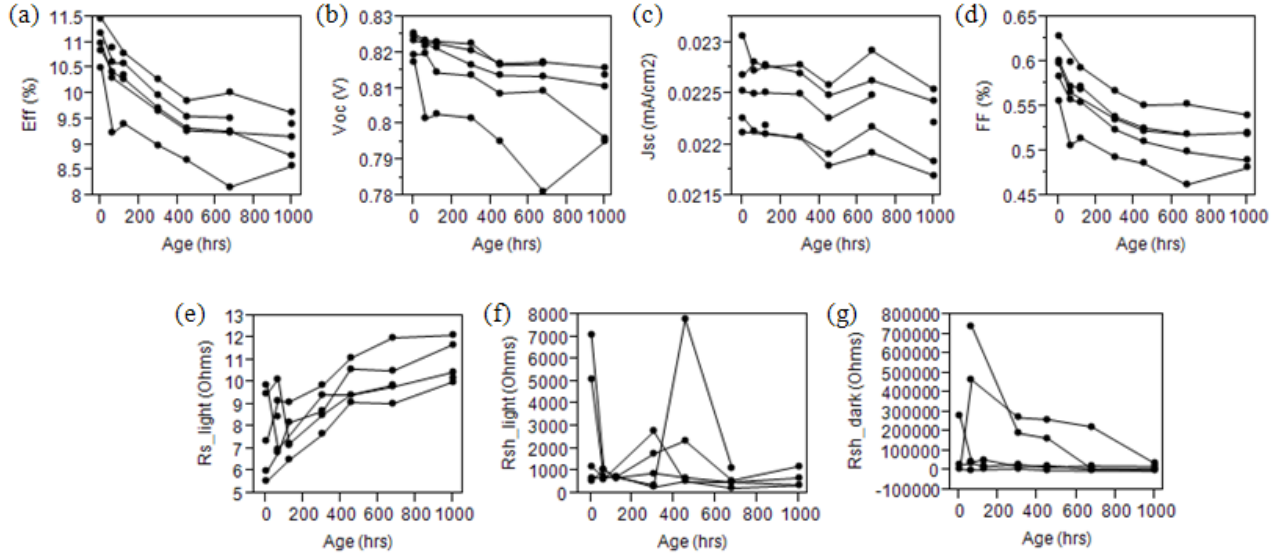 (a)
Eff (%)
11.5
11
10.5
10
9.5
9
8.5
8
0 200 400 600 800 1000
Age (hrs)
(b)
Voc (V)
0.83
0.82
0.81
0.8
0.79
0.78
0 200 400 600 800 1000
Age (hrs)
(c)
Jsc (mA/cm2)
0.023
0.0225
0.022
0.0215
0 200 400 600 800 1000
Age (hrs)
(d)
FF (%)
0.65
0.6
0.55
0.5
0.45
0 200 400 600 800 1000
Age (hrs)
(e)
Rs_light (Ohms)
13
12
11
10
9
8
7
6
5
0 200 400 600 800 1000
Age (hrs)
(f)
Rsh_light (Ohms)
8000
7000
6000
5000
4000
3000
2000
1000
0
0 200 400 600 800 1000
Age (hrs)
(g)
Rsh_dark (Ohms)
800000
700000
600000
500000
400000
300000
200000
100000
0
-100000
0 200 400 600 800 1000
Age (hrs)